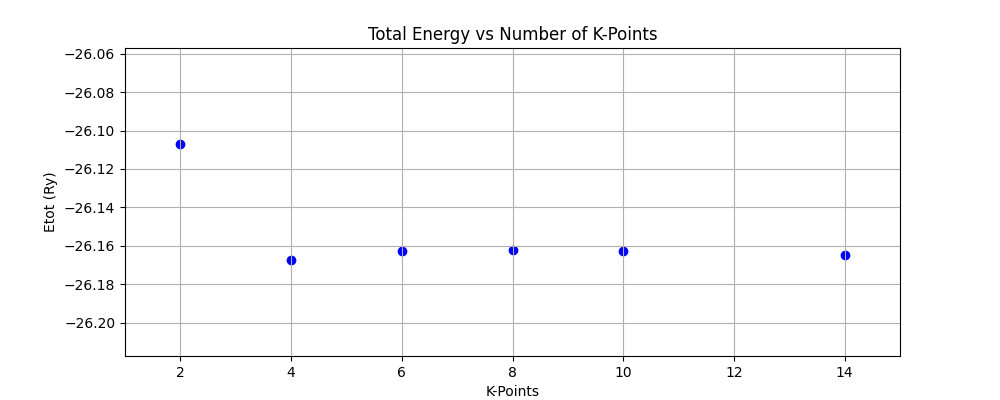 Total Energy vs Number of K-Points
−26.06
−26.08
−26.10
−26.12
−26.14
−26.16
−26.18
−26.20
Etot (Ry)
2 4 6 8 10 12 14
K-Points